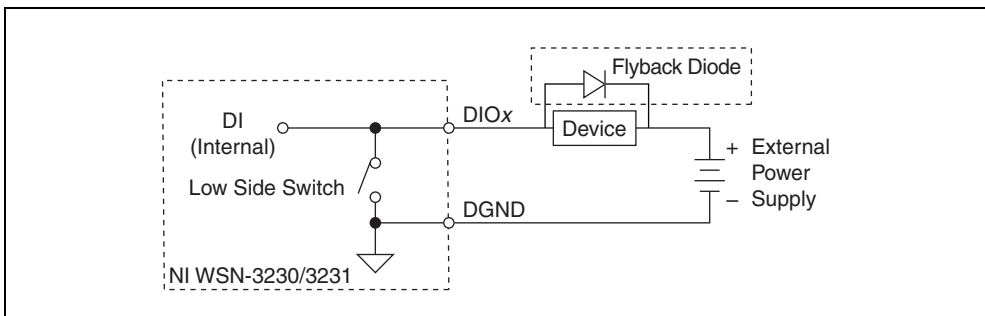 Flyback Diode
DI
(Internal)
DIOx
Device
+ External
Power
– Supply
Low Side Switch
DGND
NI WSN-3230/3231